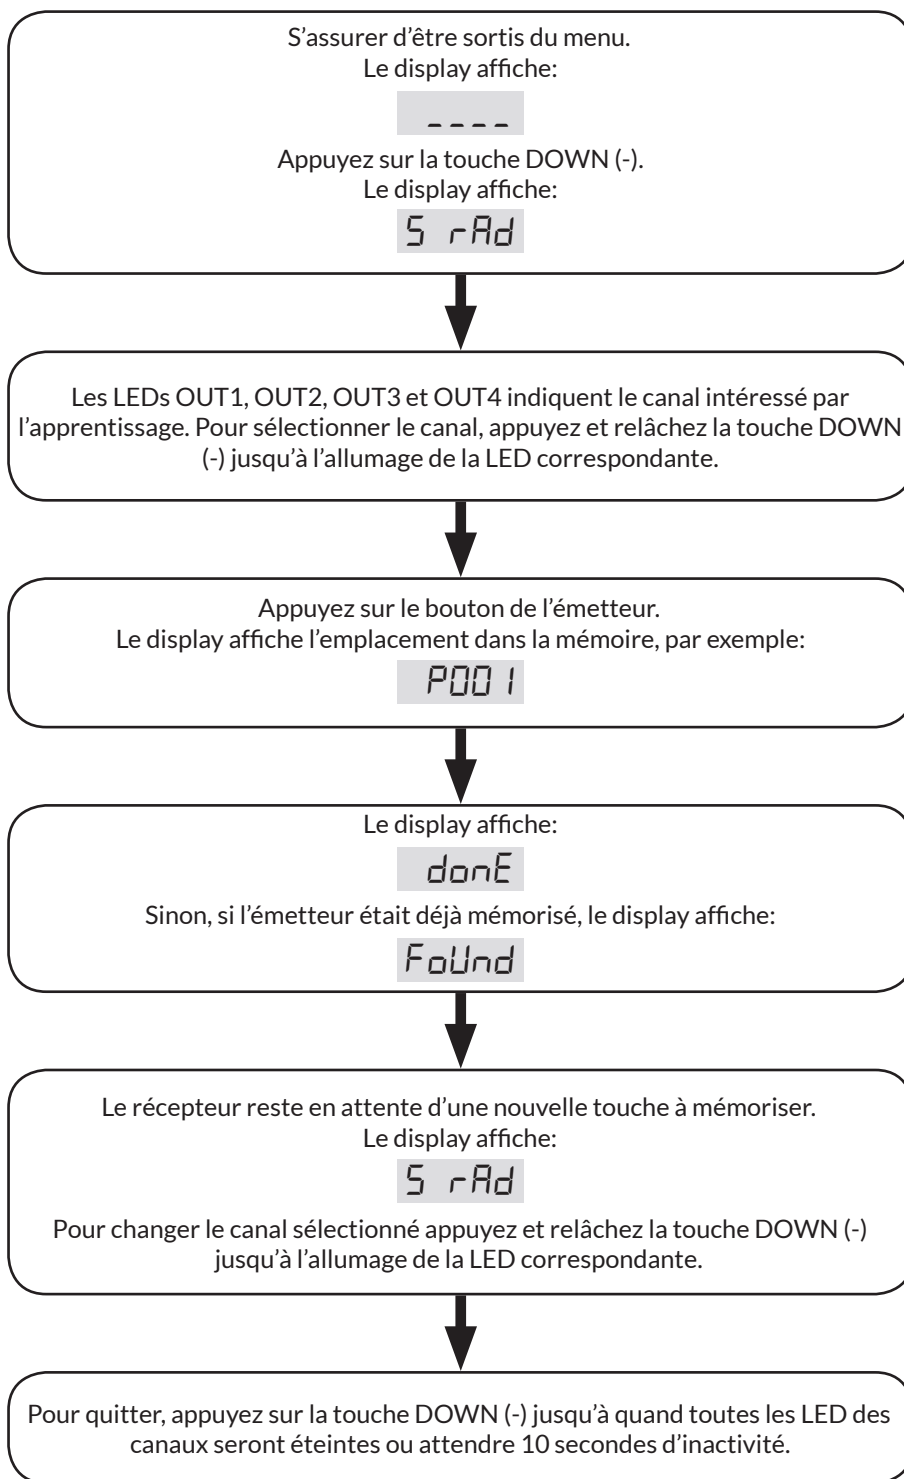 S’assurer d’être sortis du menu.
Le display affiche:
_ _ _ _
Appuyez sur la touche DOWN (-).
Le display affiche:
S rAd
Les LEDs OUT1, OUT2, OUT3 et OUT4 indiquent le canal intéressé par
l’apprentissage. Pour sélectionner le canal, appuyez et relâchez la touche DOWN
(-) jusqu’à l’allumage de la LED correspondante.
Appuyez sur le bouton de l’émetteur.
Le display affiche l’emplacement dans la mémoire, par exemple:
P001
Le display affiche:
donE
Sinon, si l’émetteur était déjà mémorisé, le display affiche:
FoUnd
Le récepteur reste en attente d’une nouvelle touche à mémoriser.
Le display affiche:
S rAd
Pour changer le canal sélectionné appuyez et relâchez la touche DOWN (-)
jusqu’à l’allumage de la LED correspondante.
Pour quitter, appuyez sur la touche DOWN (-) jusqu’à quand toutes les LED des
canaux seront éteintes ou attendre 10 secondes d’inactivité.